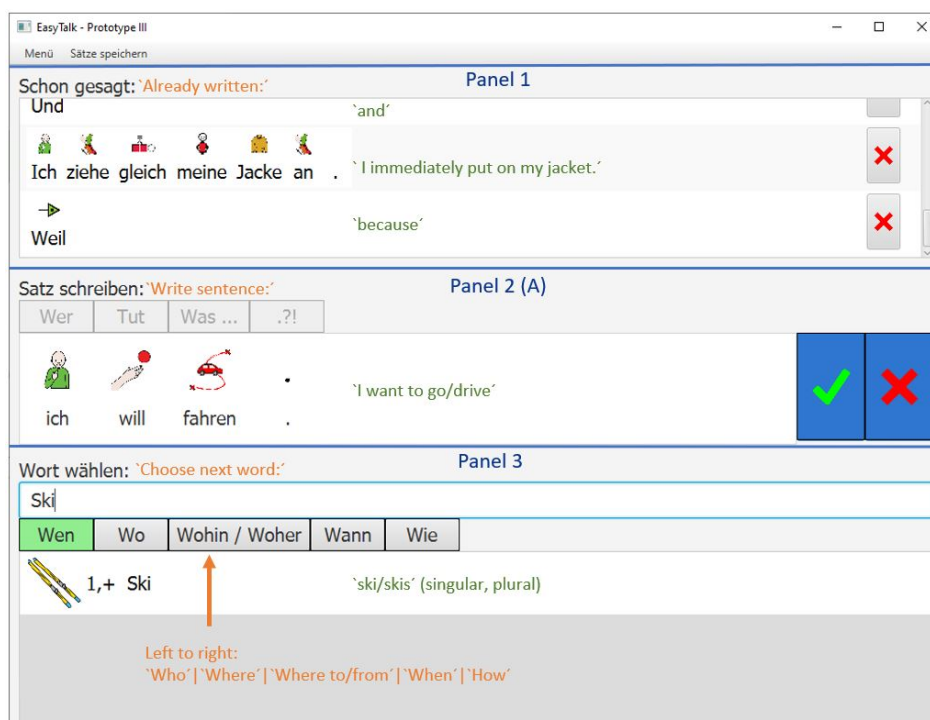 EasyTalk - Prototype III
Menü Sätze speichern
Panel 1
Schon gesagt: `Already written:´
Und `and´
Ich ziehe gleich meine Jacke an . `I immediately put on my jacket.´
Weil `because´
Panel 2 (A)
Satz schreiben: `Write sentence:´
Wer Tut Was ... .?!
ich will fahren . `I want to go/drive´
Panel 3
Wort wählen: `Choose next word:´
Ski
Wen Wo Wohin / Woher Wann Wie
1,+ Ski `ski/skis´ (singular, plural)
Left to right:
`Who´|`Where´|`Where to/from´|`When´|`How´